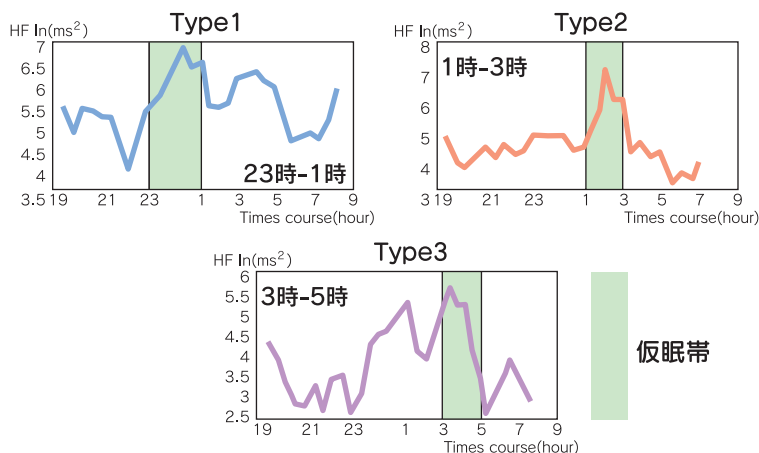 Type1
HF ln(ms²)
7
6.5
6
5.5
5
4.5
4
3.5
23時-1時
19 21 23 1 3 5 7 9
Times course(hour)
Type2
HF ln(ms²)
8
7
6
5
4
3
1時-3時
19 21 23 1 3 5 7 9
Times course(hour)
Type3
HF ln(ms²)
6
5.5
5
4.5
4
3.5
3
2.5
3時-5時
19 21 23 1 3 5 7 9
Times course(hour)
仮眠帯